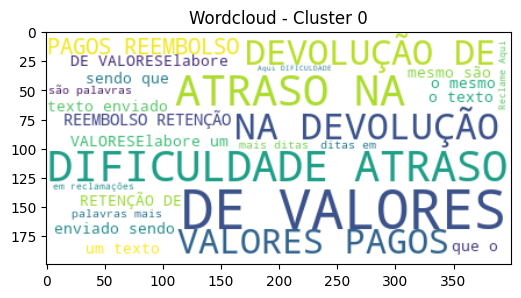 Wordcloud - Cluster 0
0
25
50
75
100
125
150
175
PAGOS REEMBOLSO
DEVOLUÇÃO DE
DE VALORESElabore
Aqui DIFICULDADE
Reclame Aqui
sendo que
mesmo são
o mesmo
são palavras
ATRASO NA
o texto
texto enviado
REEMBOLSO RETENÇÃO
NA DEVOLUÇÃO
VALORESElabore um
mais ditas
ditas em
DIFICULDADE ATRASO
em reclamações
RETENÇÃO DE
DE VALORES
palavras mais
enviado sendo
um texto
VALORES PAGOS
que o
0
50
100
150
200
250
300
350